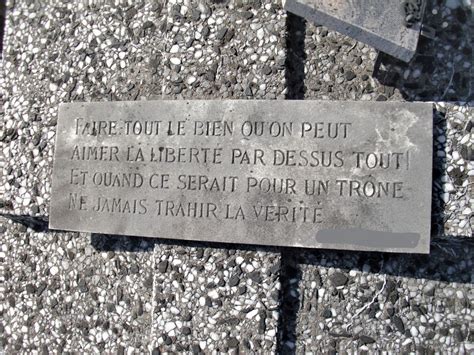 FAIRE TOUT LE BIEN QU'ON PEUT
AIMER LA LIBERTÉ PAR DESSUS TOUT!
ET QUAND CE SERAIT POUR UN TRÔNE
NE JAMAIS TRAHIR LA VÉRITÉ